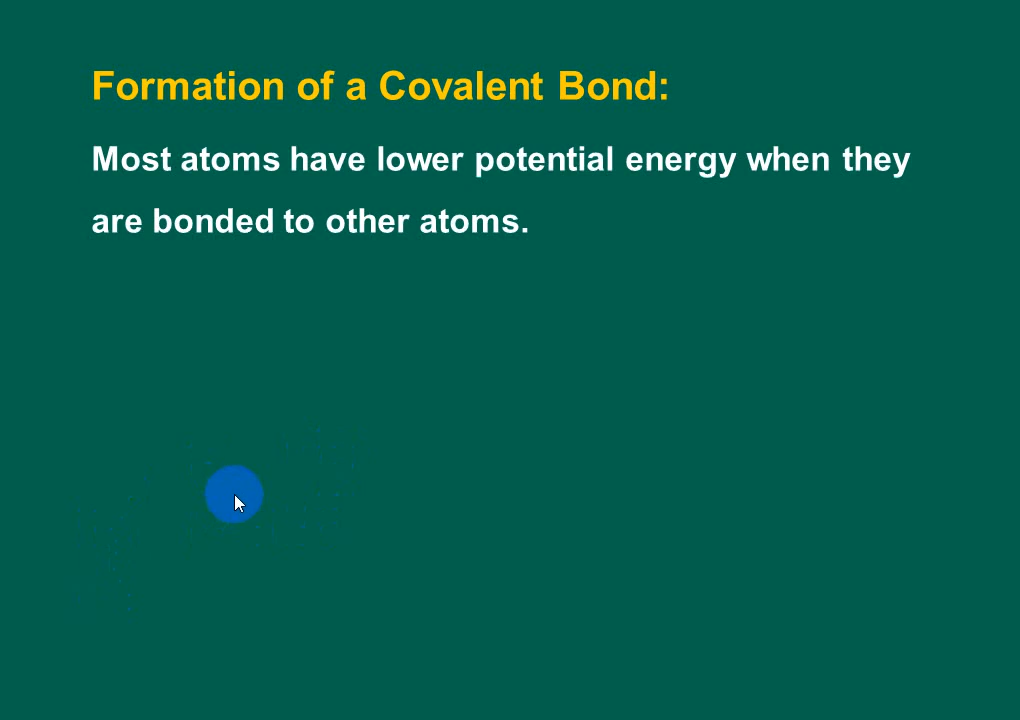 Formation of a Covalent Bond:
Most atoms have lower potential energy when they
are bonded to other atoms.